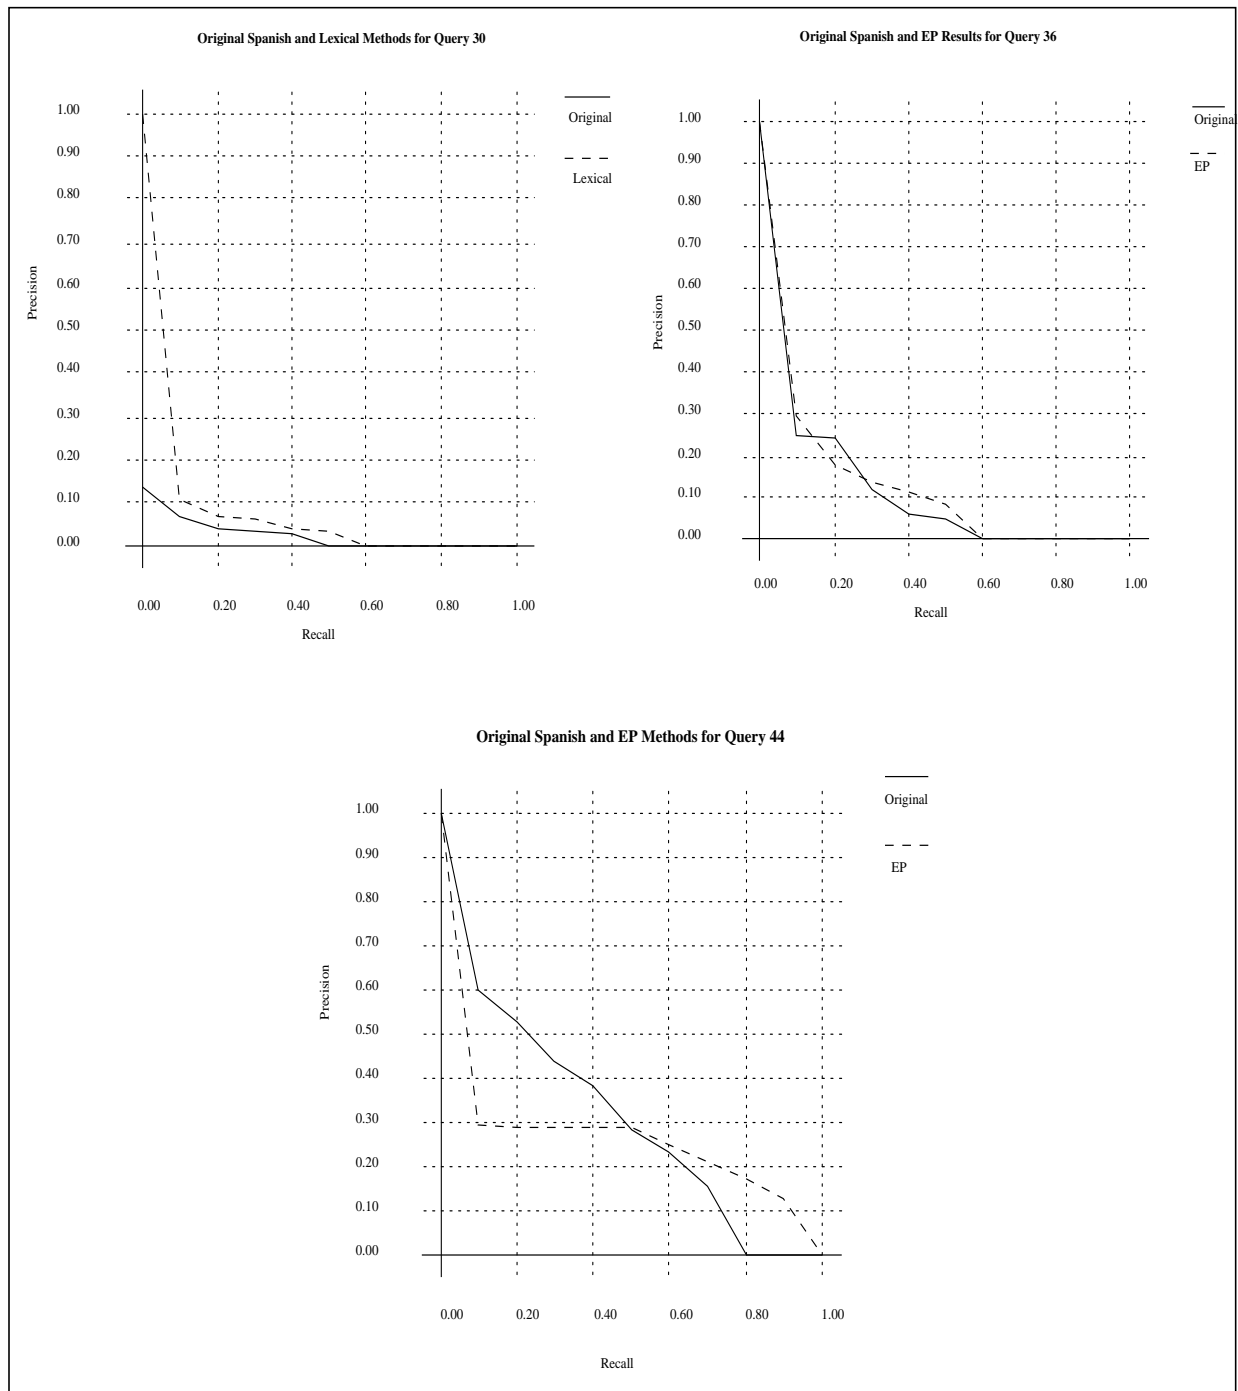 Original Spanish and Lexical Methods for Query 30
Original
Lexical
1.00
0.90
0.80
0.70
0.60
0.50
0.40
0.30
0.20
0.10
0.00
Precision
0.00 0.20 0.40 0.60 0.80 1.00
Recall
Original Spanish and EP Results for Query 36
Original
EP
1.00
0.90
0.80
0.70
0.60
0.50
0.40
0.30
0.20
0.10
0.00
Precision
0.00 0.20 0.40 0.60 0.80 1.00
Recall
Original Spanish and EP Methods for Query 44
Original
EP
1.00
0.90
0.80
0.70
0.60
0.50
0.40
0.30
0.20
0.10
0.00
Precision
0.00 0.20 0.40 0.60 0.80 1.00
Recall